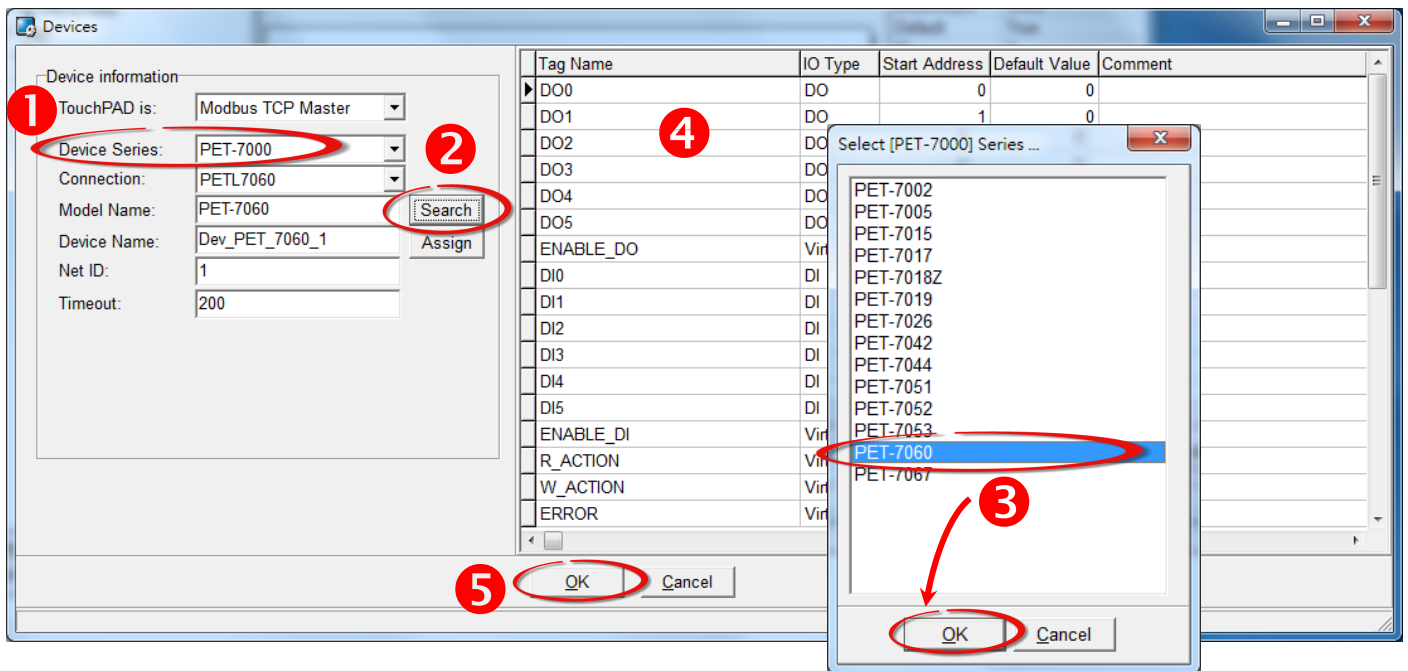 Devices
Device information
1
TouchPAD is: Modbus TCP Master
Device Series: PET-7000
2
Connection: PETL7060
Model Name: PET-7060 Search
Device Name: Dev_PET_7060_1 Assign
Net ID: 1
Timeout: 200
Tag Name IO Type Start Address Default Value Comment
DO0 DO 0 0
DO1 DO 1 0
4
DO2 DO
DO3 DO
DO4 DO
DO5 DO
ENABLE_DO Virt
DI0 DI
DI1 DI
DI2 DI
DI3 DI
DI4 DI
DI5 DI
ENABLE_DI Virt
R_ACTION Virt
W_ACTION Virt
ERROR Virt
5
OK Cancel
Select [PET-7000] Series ...
PET-7002
PET-7005
PET-7015
PET-7017
PET-7018Z
PET-7019
PET-7026
PET-7042
PET-7044
PET-7051
PET-7052
PET-7053
PET-7060
PET-7067
3
OK Cancel